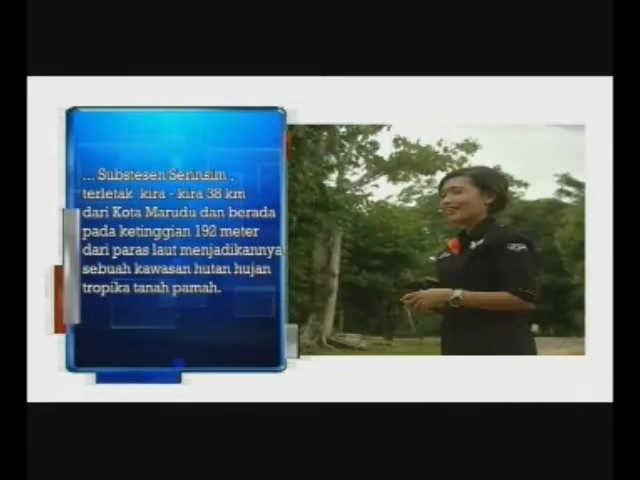 ... Substesen Serinsim ,
terletak kira - kira 38 km
dari Kota Marudu dan berada
pada ketinggian 192 meter
dari paras laut menjadikannya
sebuah kawasan hutan hujan
tropika tanah pamah.